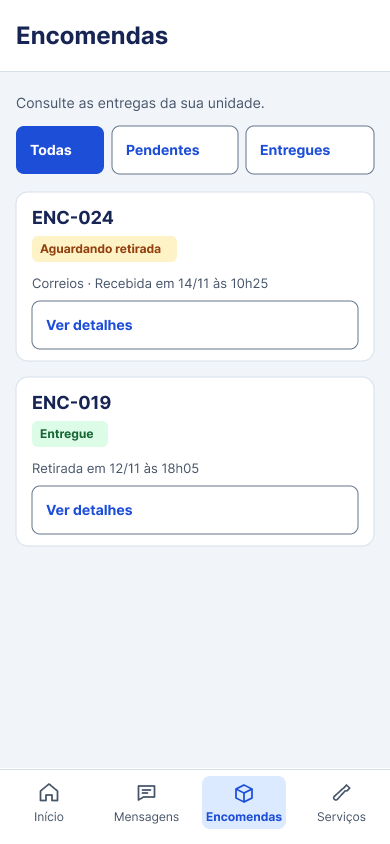 Encomendas
Consulte as entregas da sua unidade.
Todas
Pendentes
Entregues
ENC-024
Aguardando retirada
Correios · Recebida em 14/11 às 10h25
Ver detalhes
ENC-019
Entregue
Retirada em 12/11 às 18h05
Ver detalhes
Início
Mensagens
Encomendas
Serviços